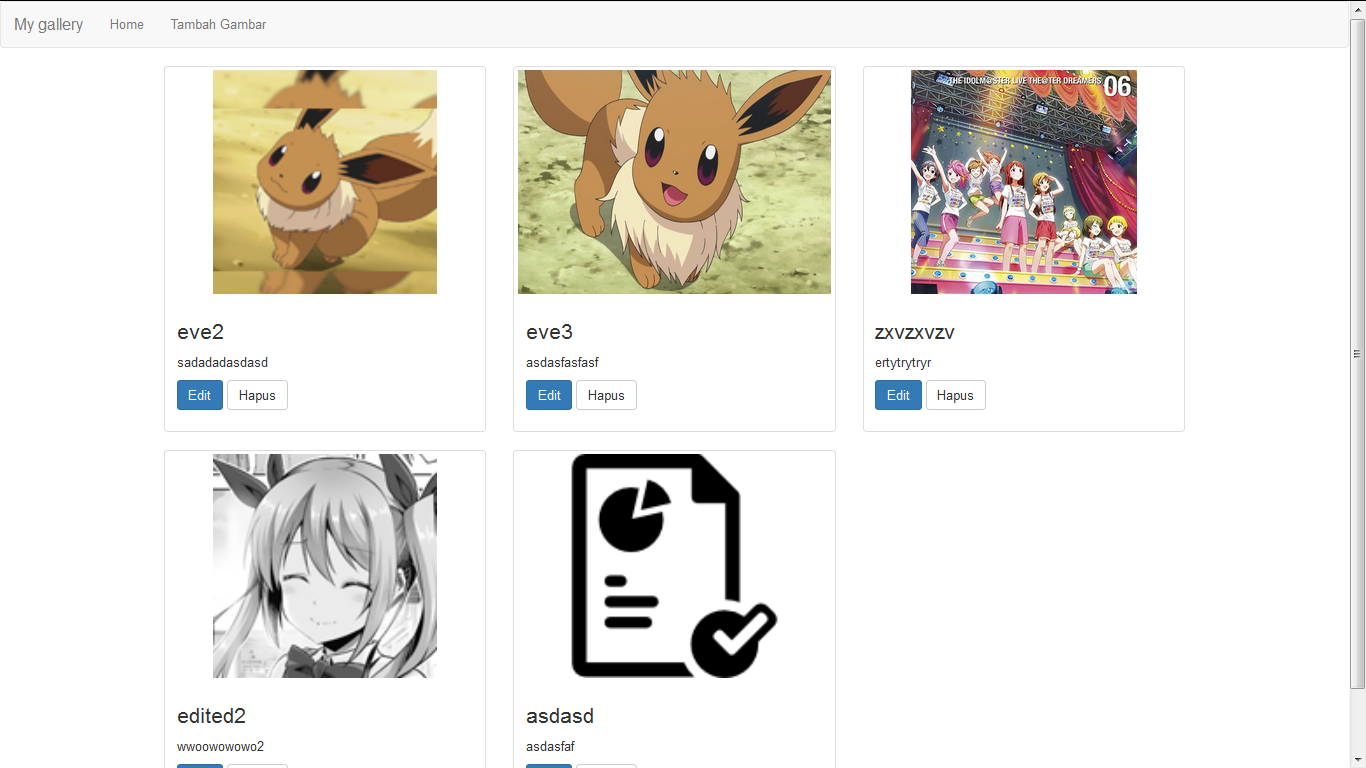 My gallery Home Tambah Gambar
THE IDOLM@STER LIVE THE@TER DREAMERS 06
eve2
sadadadasdasd
Edit Hapus
eve3
asdasfasfasf
Edit Hapus
zxvzxvzv
ertytrytryr
Edit Hapus
edited2
wwoowowowo2
asdasd
asdasfaf